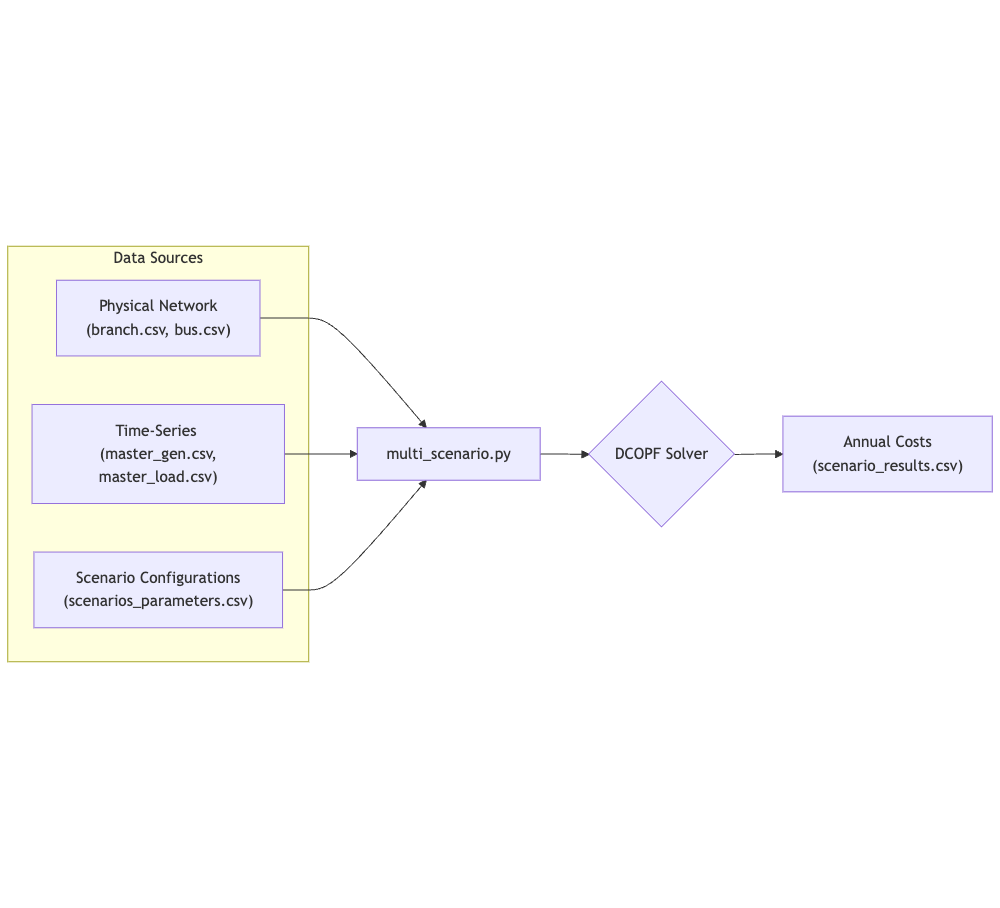 Data Sources
Physical Network
(branch.csv, bus.csv)
Time-Series
(master_gen.csv,
master_load.csv)
Scenario Configurations
(scenarios_parameters.csv)
multi_scenario.py
DCOPF Solver
Annual Costs
(scenario_results.csv)